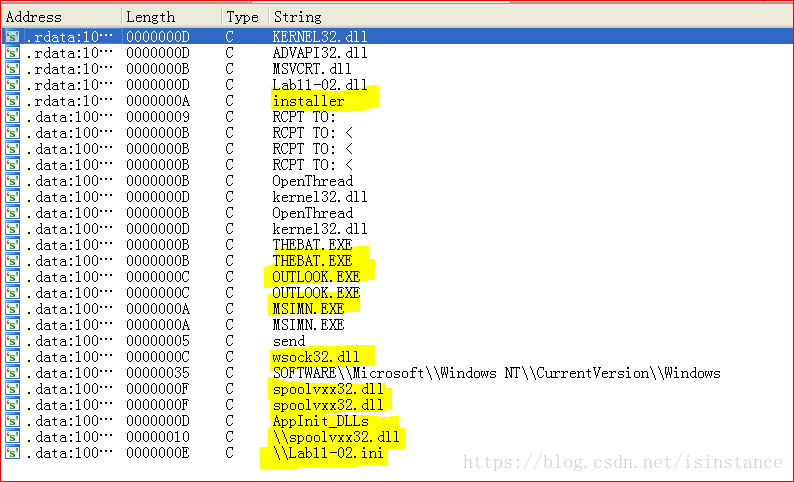 Address Length Type String
.rdata:10... 0000000D C KERNEL32.dll
.rdata:10... 0000000D C ADVAPI32.dll
.rdata:10... 0000000B C MSVCRT.dll
.rdata:10... 0000000D C Lab11-02.dll
.rdata:10... 0000000A C installer
.data:100... 00000009 C RCPT TO:
.data:100... 0000000B C RCPT TO: <
.data:100... 0000000B C RCPT TO: <
.data:100... 0000000B C RCPT TO: <
.data:100... 0000000B C OpenThread
.data:100... 0000000D C kernel32.dll
.data:100... 0000000B C OpenThread
.data:100... 0000000D C kernel32.dll
.data:100... 0000000B C THEBAT.EXE
.data:100... 0000000B C THEBAT.EXE
.data:100... 0000000C C OUTLOOK.EXE
.data:100... 0000000C C OUTLOOK.EXE
.data:100... 0000000A C MSIMN.EXE
.data:100... 0000000A C MSIMN.EXE
.data:100... 00000005 C send
.data:100... 0000000C C wsock32.dll
.data:100... 00000035 C SOFTWARE\\Microsoft\\Windows NT\\CurrentVersion\\Windows
.data:100... 0000000F C spoolvxx32.dll
.data:100... 0000000F C spoolvxx32.dll
.data:100... 0000000D C AppInit_DLLs
.data:100... 00000010 C \\spoolvxx32.dll
.data:100... 0000000E C \\Lab11-02.ini
https://blog.csdn.net/isinstance